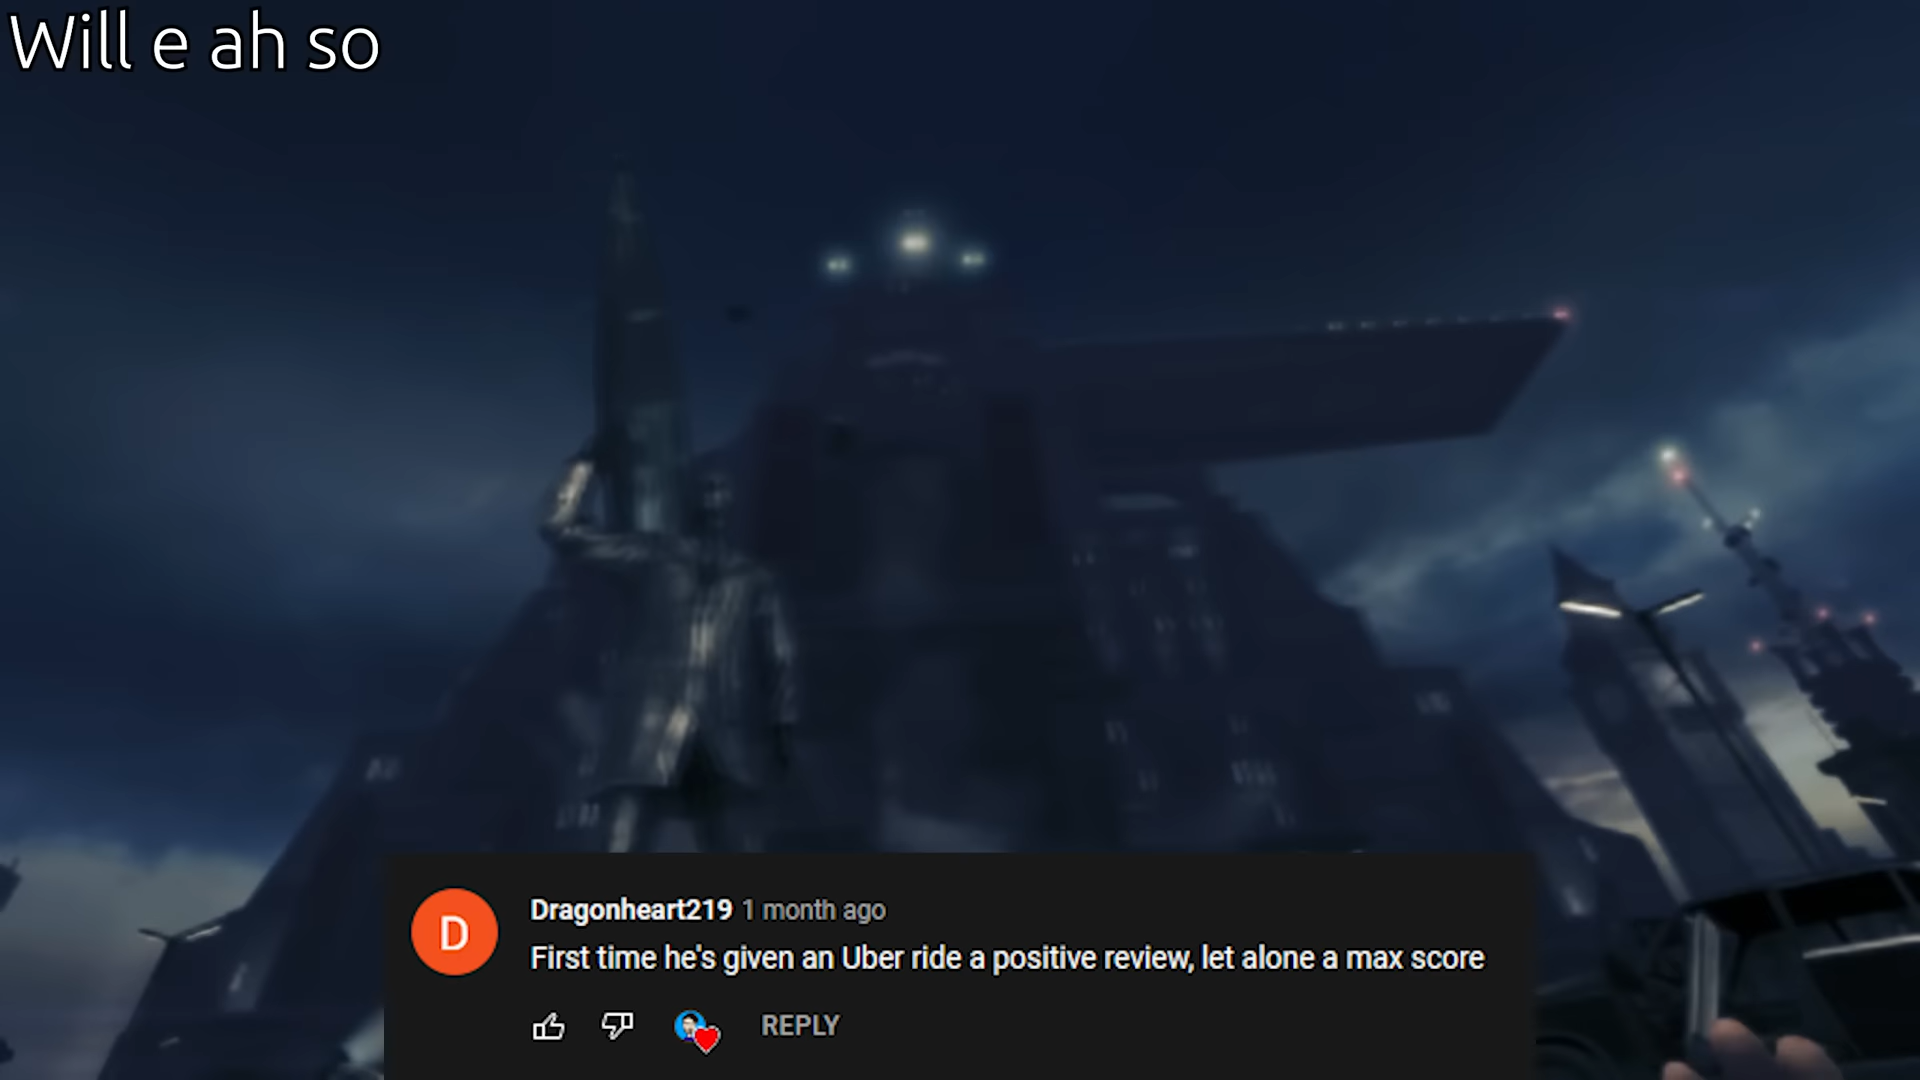 Will e ah so
D
Dragonheart219 1 month ago
First time he's given an Uber ride a positive review, let alone a max score
REPLY